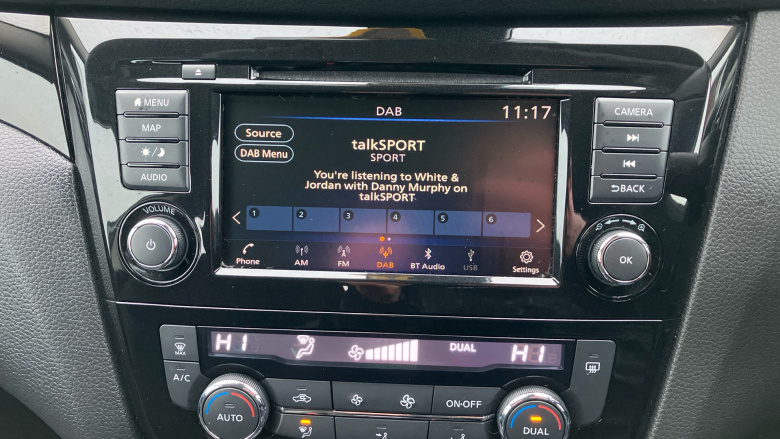 MENU
MAP
AUDIO
VOLUME
DAB
11:17
Source
DAB Menu
talkSPORT
SPORT
You're listening to White &
Jordan with Danny Murphy on
talkSPORT
1 2 3 4 5 6
Phone AM FM DAB BT Audio USB Settings
CAMERA
BACK
OK
HI DUAL HI
MAX
A/C
AUTO
ON·OFF
DUAL